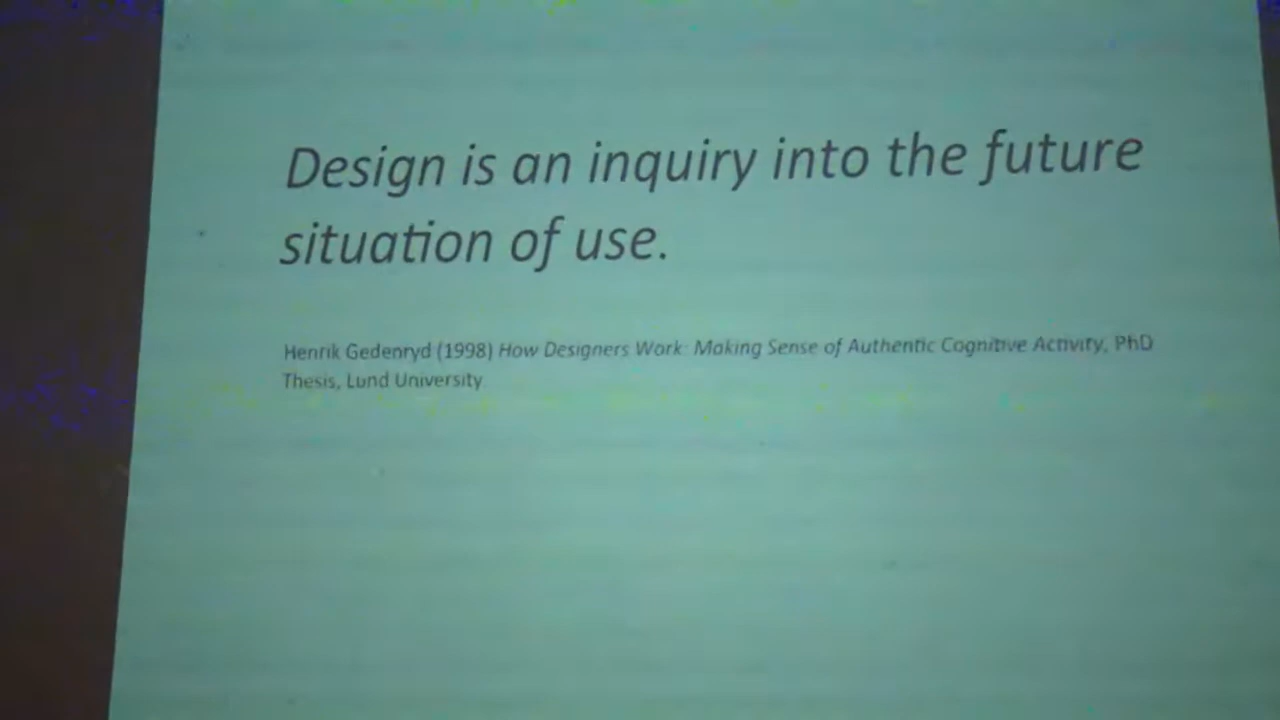 Design is an inquiry into the future
situation of use.
Henrik Gedenryd (1998) How Designers Work: Making Sense of Authentic Cognitive Activity, PhD
Thesis, Lund University